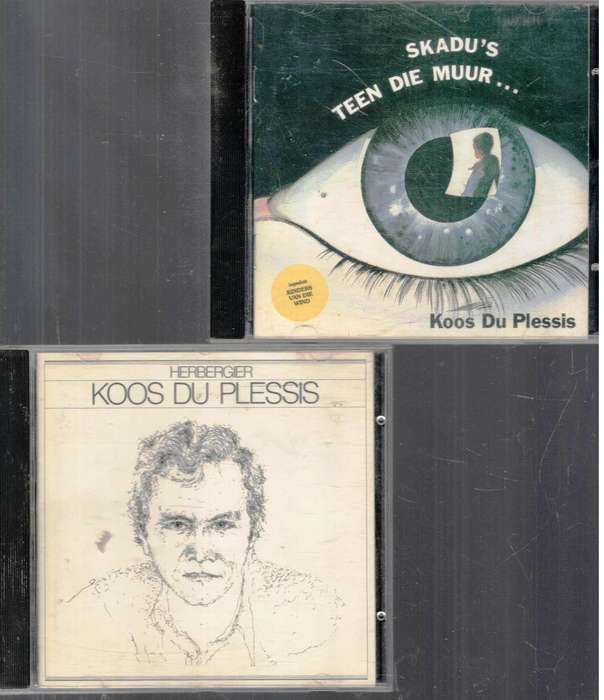 SKADU'S
TEEN DIE MUUR...
KINDERS
VAN DIE
WIND
Koos Du Plessis
HERBERGIER
KOOS DU PLESSIS